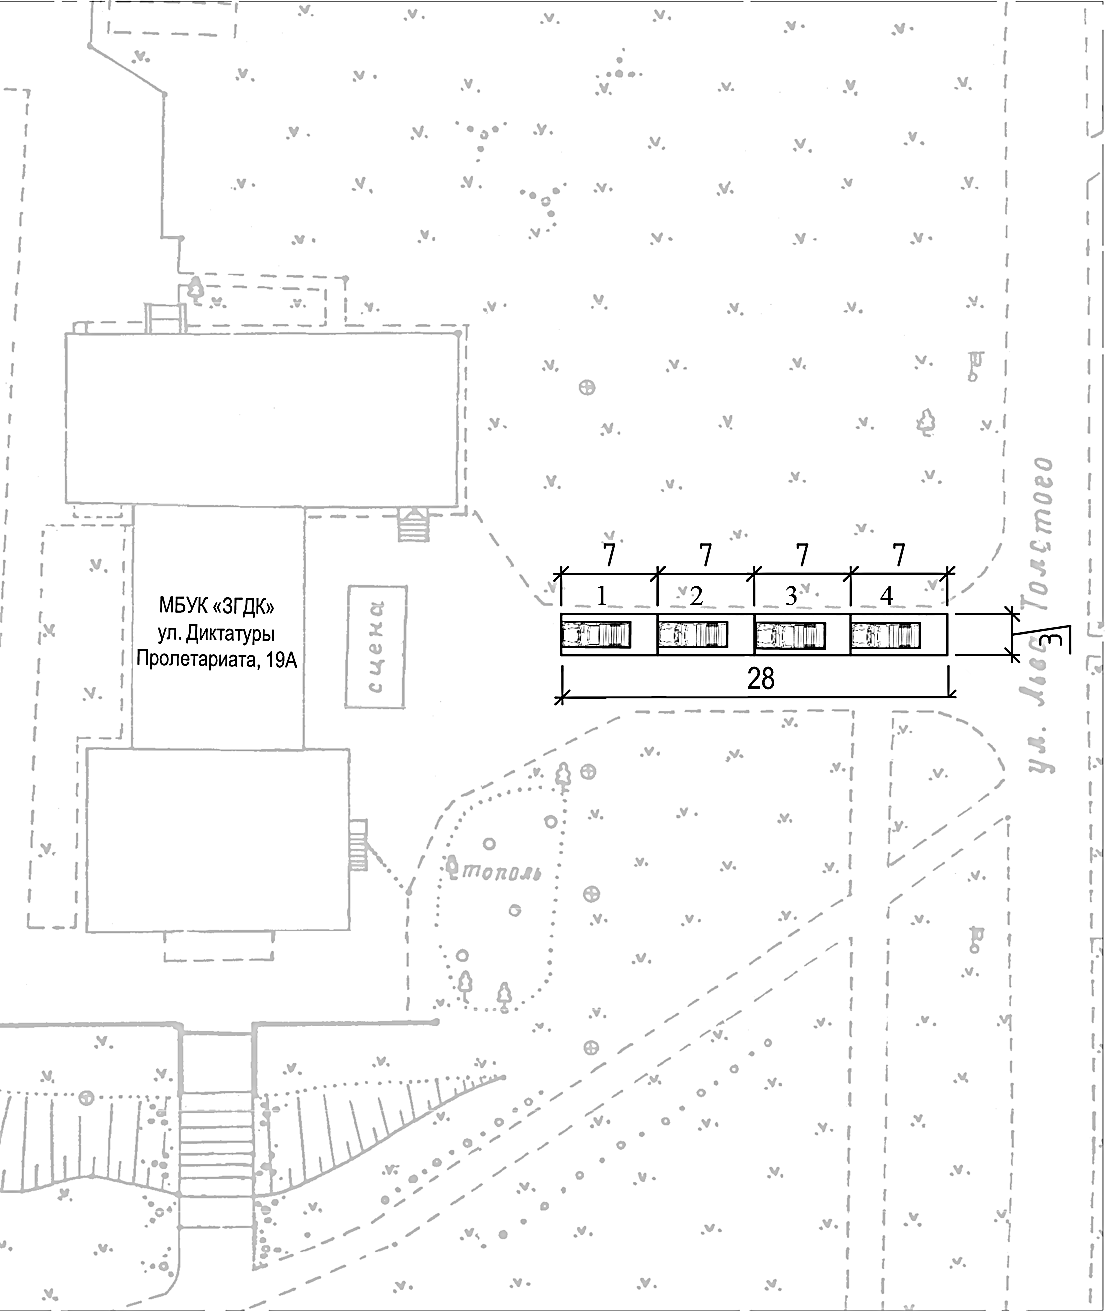 7 7 7 7
1 2 3 4
МБУК «ЗГДК»
ул. Диктатуры
Пролетариата, 19А
сцена
3
28
ул. Льва Толстого
тополь